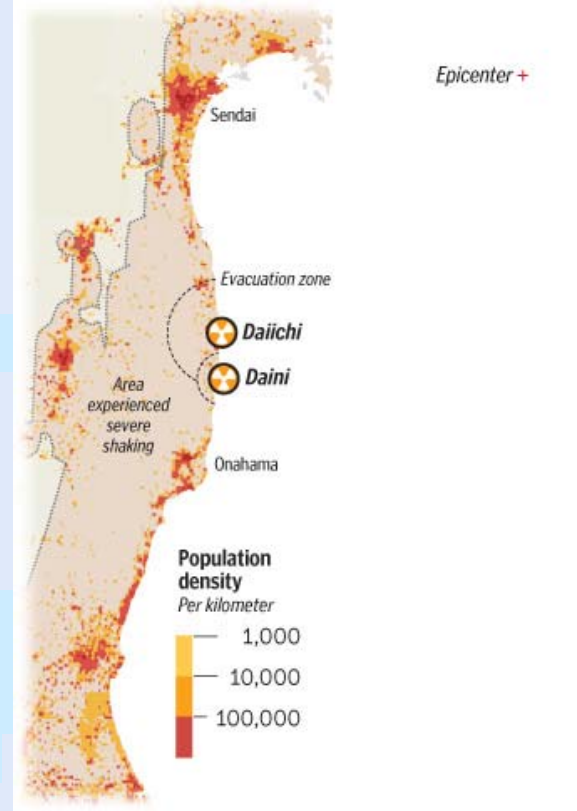 Epicenter +
Sendai
Evacuation zone
Daiichi
Daini
Area
experienced
severe
shaking
Onahama
Population
density
Per kilometer
1,000
10,000
100,000